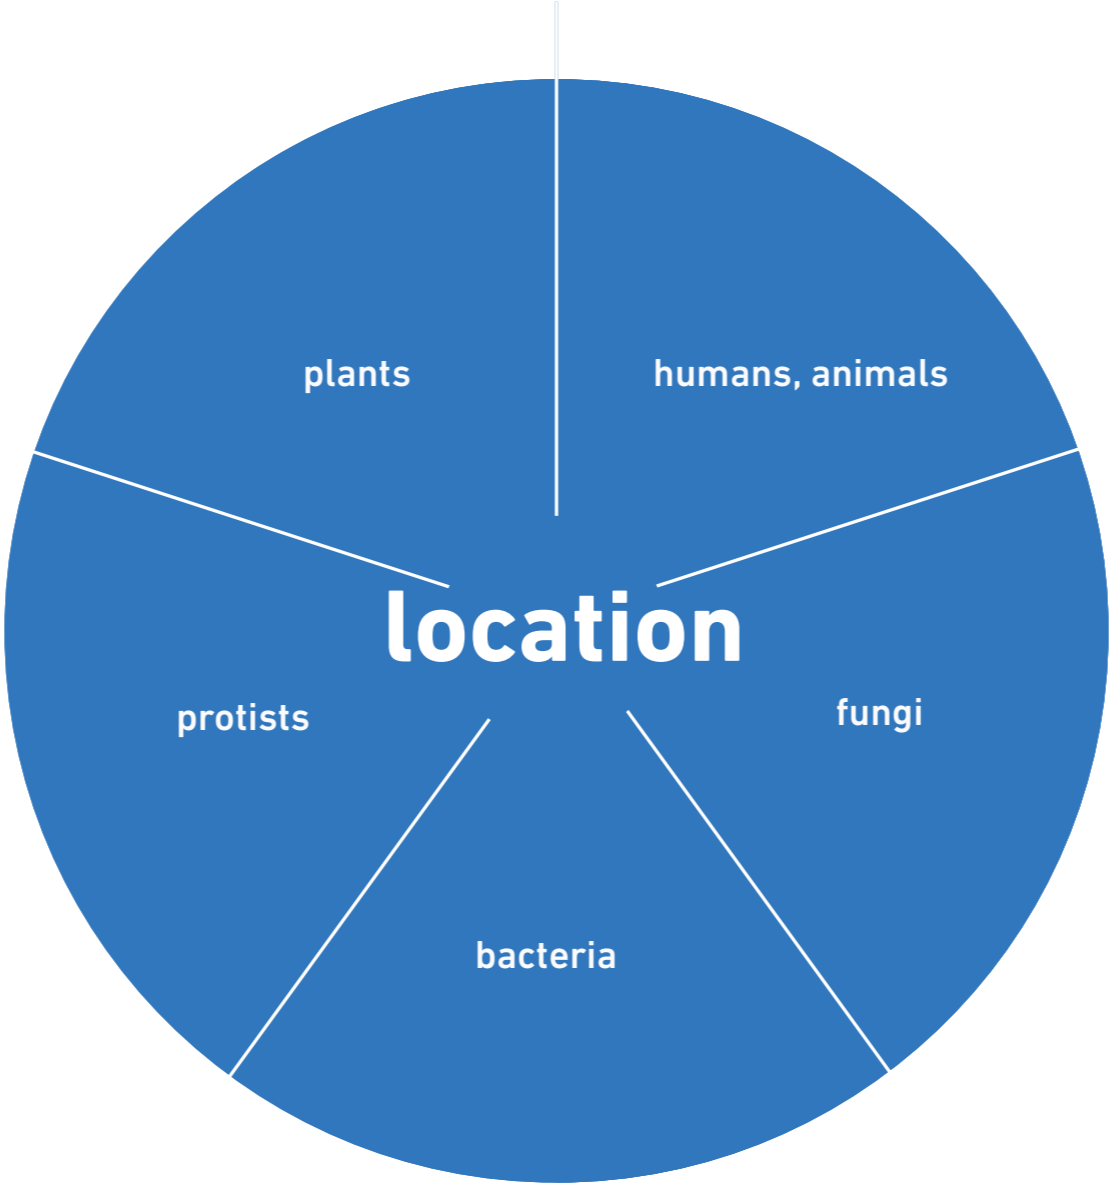 plants
humans, animals
location
protists
fungi
bacteria